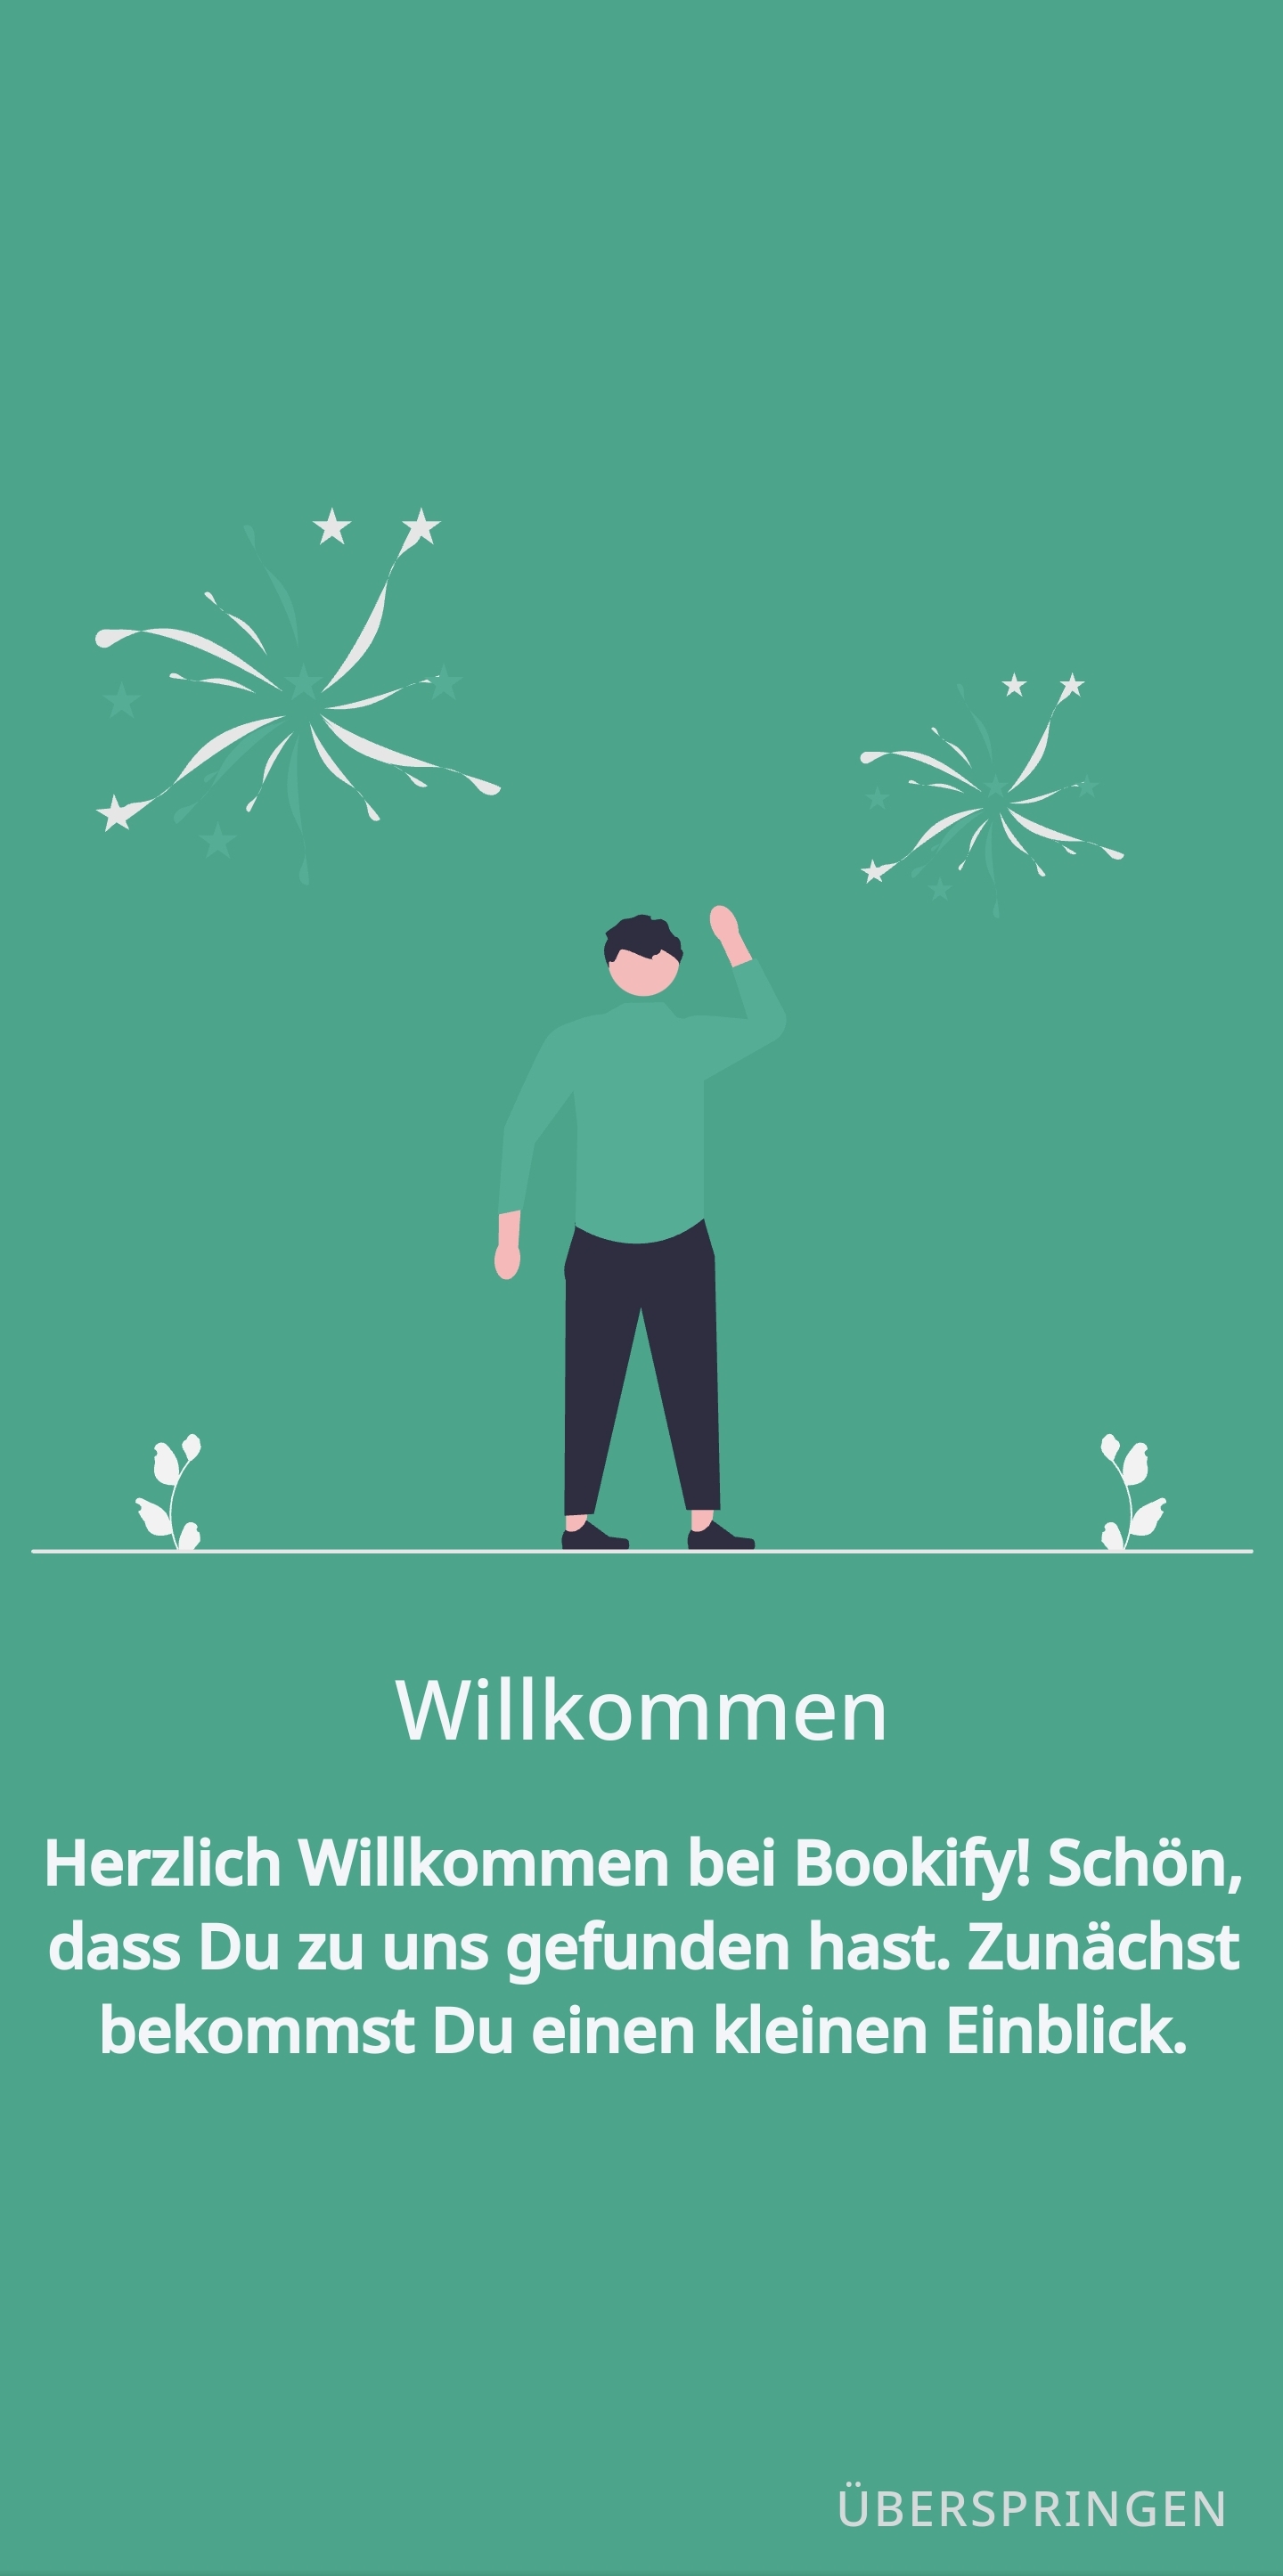 Willkommen
Herzlich Willkommen bei Bookify! Schön,
dass Du zu uns gefunden hast. Zunächst
bekommst Du einen kleinen Einblick.
ÜBERSPRINGEN